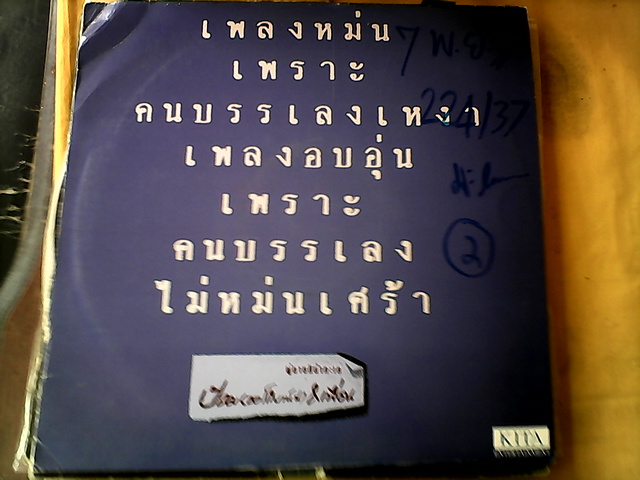 เพลงหม่น
เพราะ
คนบรรเลงเหงา
เพลงอบอุ่น
เพราะ
คนบรรเลง
ไม่หม่นเศร้า
7 พ.ย.
224/37
2
KITA